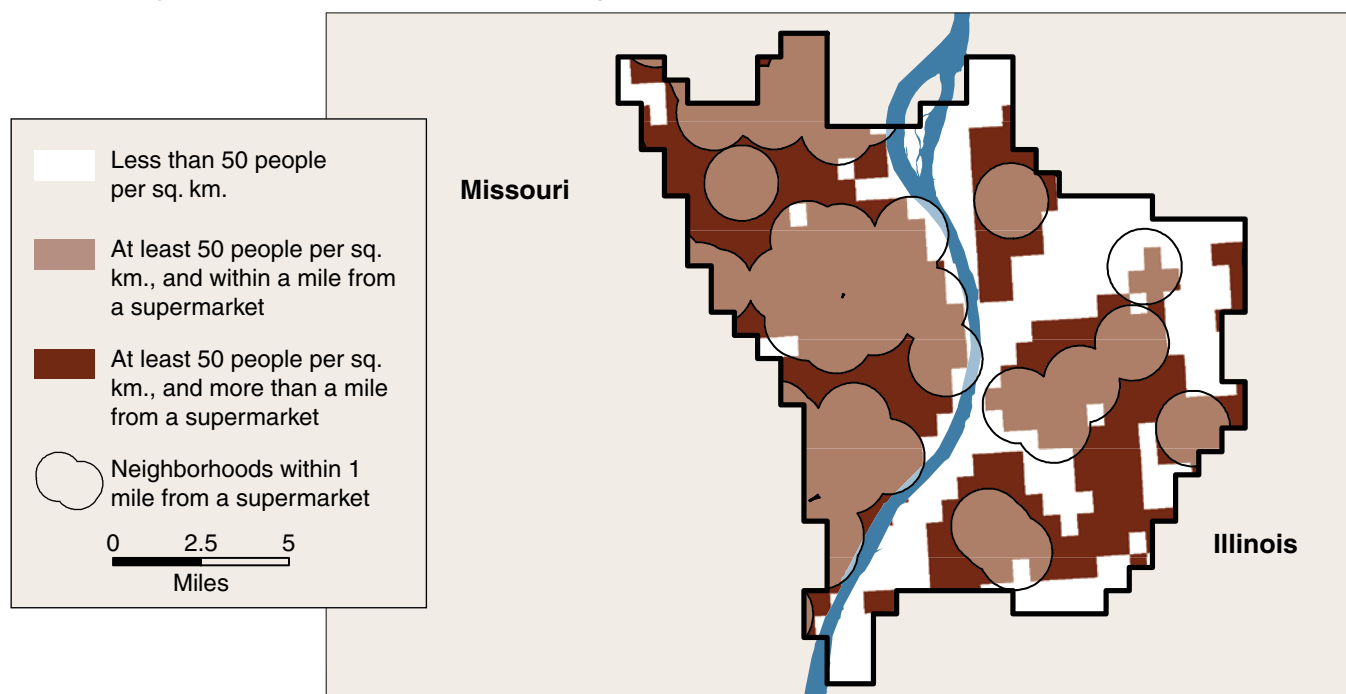 Less than 50 people
per sq. km.
At least 50 people per sq.
km., and within a mile from
a supermarket
At least 50 people per sq.
km., and more than a mile
from a supermarket
Neighborhoods within 1
mile from a supermarket
0 2.5 5
Miles
Missouri
Illinois